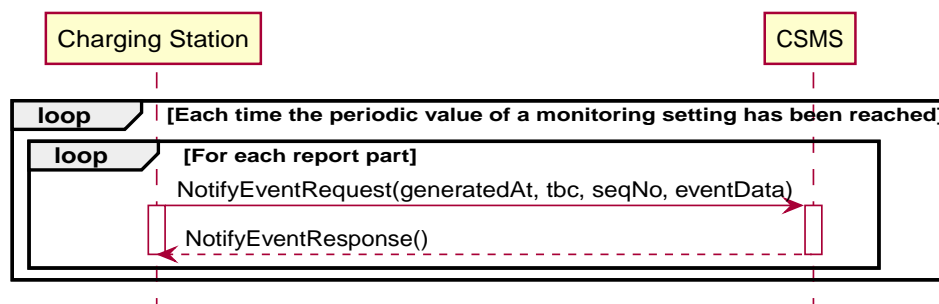 Charging Station
CSMS
loop
[Each time the periodic value of a monitoring setting has been reached]
loop
[For each report part]
NotifyEventRequest(generatedAt, tbc, seqNo, eventData)
NotifyEventResponse()